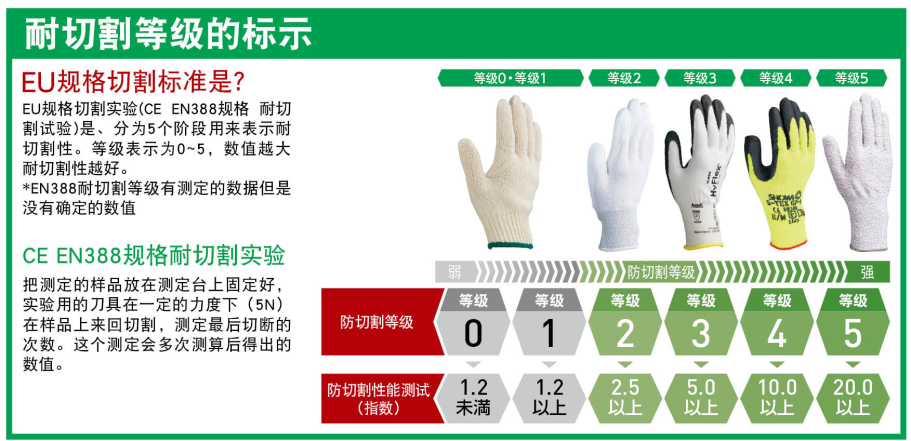 耐切割等级的标示
EU规格切割标准是?
EU规格切割实验(CE EN388规格 耐切
割试验)是、分为5个阶段用来表示耐
切割性。等级表示为0~5，数值越大
耐切割性越好。
*EN388耐切割等级有测定的数据但是
没有确定的数值
CE EN388规格耐切割实验
把测定的样品放在测定台上固定好，
实验用的刀具在一定的力度下（5N）
在样品上来回切割，测定最后切断的
次数。这个测定会多次测算后得出的
数值。
等级0·等级1 等级2 等级3 等级4 等级5
HyFlex
SHOWA
弱 防切割等级 强
防切割等级
等级 等级 等级 等级 等级 等级
0 1 2 3 4 5
防切割性能测试
（指数）
1.2 1.2 2.5 5.0 10.0 20.0
未満 以上 以上 以上 以上 以上